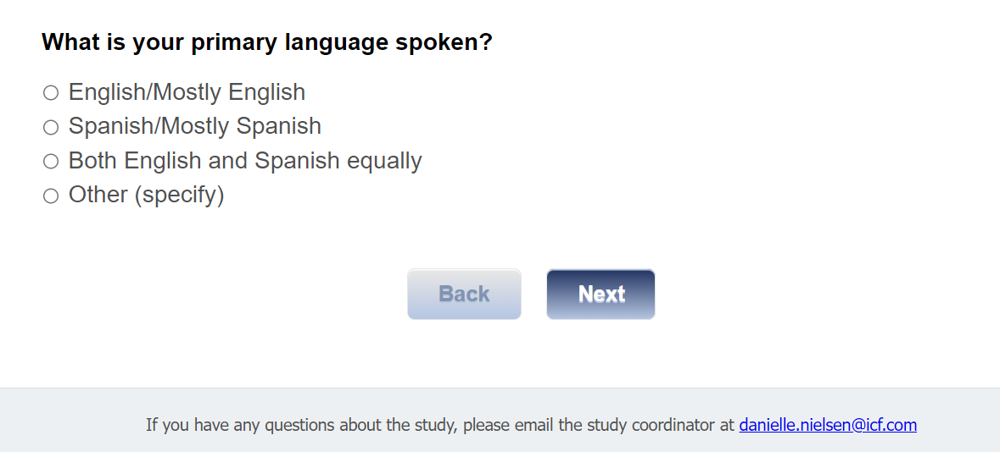 What is your primary language spoken?
English/Mostly English
Spanish/Mostly Spanish
Both English and Spanish equally
Other (specify)
Back Next
If you have any questions about the study, please email the study coordinator at danielle.nielsen@icf.com